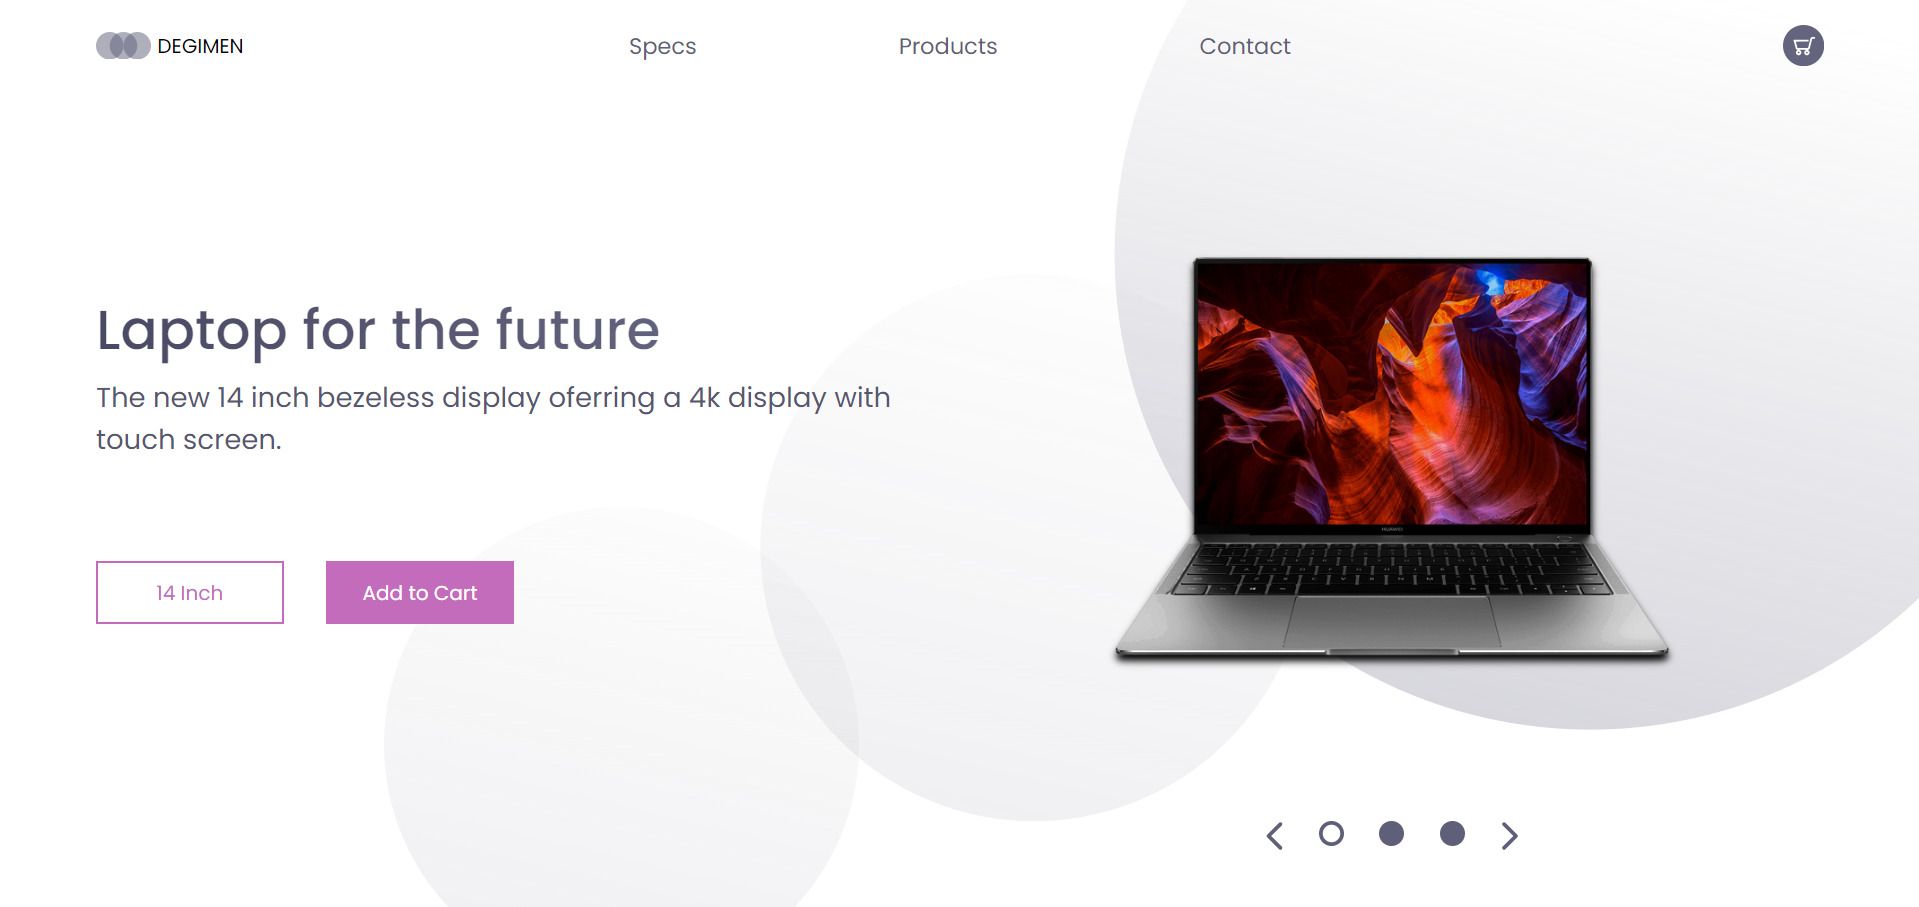 DEGIMEN
Specs
Products
Contact
Laptop for the future
The new 14 inch bezeless display oferring a 4k display with
touch screen.
14 Inch
Add to Cart
HUAWEI